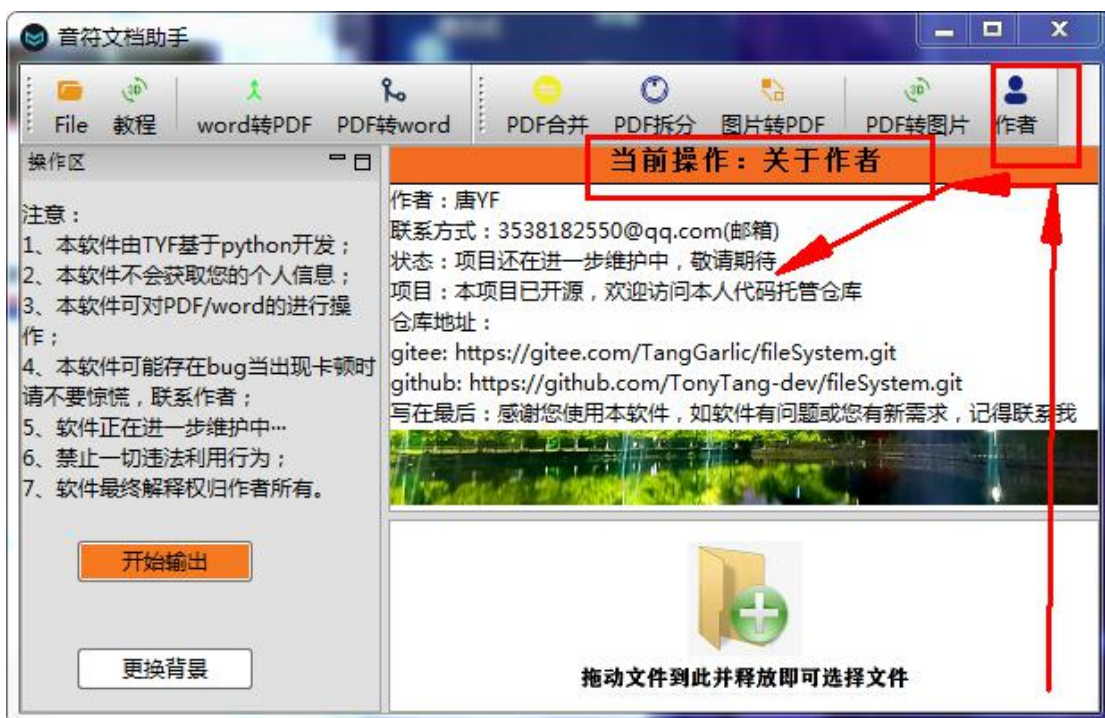 音符文档助手
File 教程 word转PDF PDF转word PDF合并 PDF拆分 图片转PDF PDF转图片 作者
操作区
当前操作：关于作者
注意：
1、本软件由TYF基于python开发；
2、本软件不会获取您的个人信息；
3、本软件可对PDF/word的进行操
作；
4、本软件可能存在bug当出现卡顿时
请不要惊慌，联系作者；
5、软件正在进一步维护中…
6、禁止一切违法利用行为；
7、软件最终解释权归作者所有。
开始输出
更换背景
作者：唐YF
联系方式：3538182550@qq.com(邮箱)
状态：项目还在进一步维护中，敬请期待
项目：本项目已开源，欢迎访问本人代码托管仓库
仓库地址：
gitee: https://gitee.com/TangGarlic/fileSystem.git
github: https://github.com/TonyTang-dev/fileSystem.git
写在最后：感谢您使用本软件，如软件有问题或您有新需求，记得联系我
拖动文件到此并释放即可选择文件